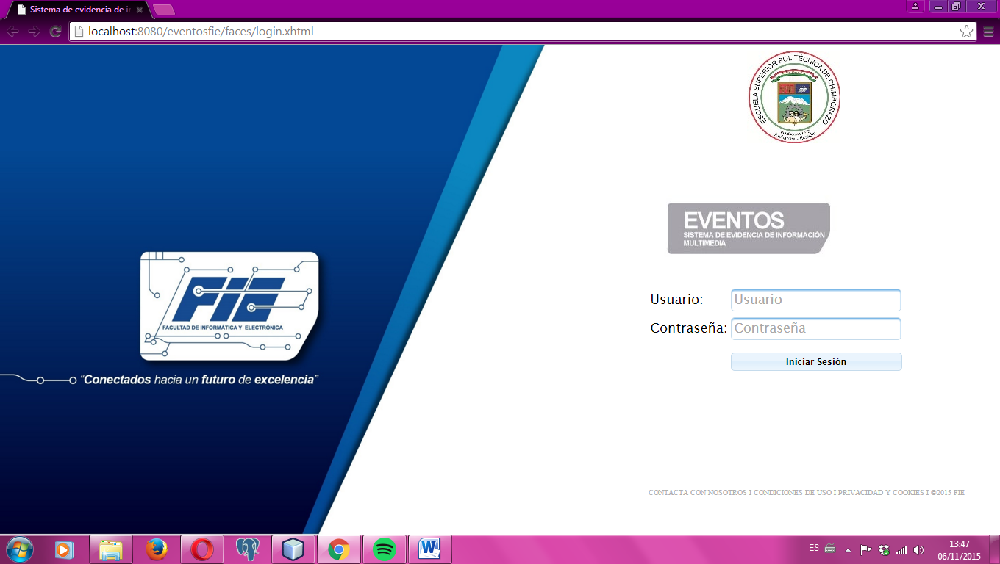 Sistema de evidencia de i
localhost:8080/eventosfie/faces/login.xhtml
ESCUELA SUPERIOR POLITÉCNICA DE CHIMBORAZO
Riobamba - Ecuador
EVENTOS
SISTEMA DE EVIDENCIA DE INFORMACIÓN
MULTIMEDIA
FIE
FACULTAD DE INFORMÁTICA Y ELECTRÓNICA
“Conectados hacia un futuro de excelencia”
Usuario: Usuario
Contraseña: Contraseña
Iniciar Sesión
CONTACTA CON NOSOTROS I CONDICIONES DE USO I PRIVACIDAD Y COOKIES I ©2015 FIE
ES
13:47
06/11/2015